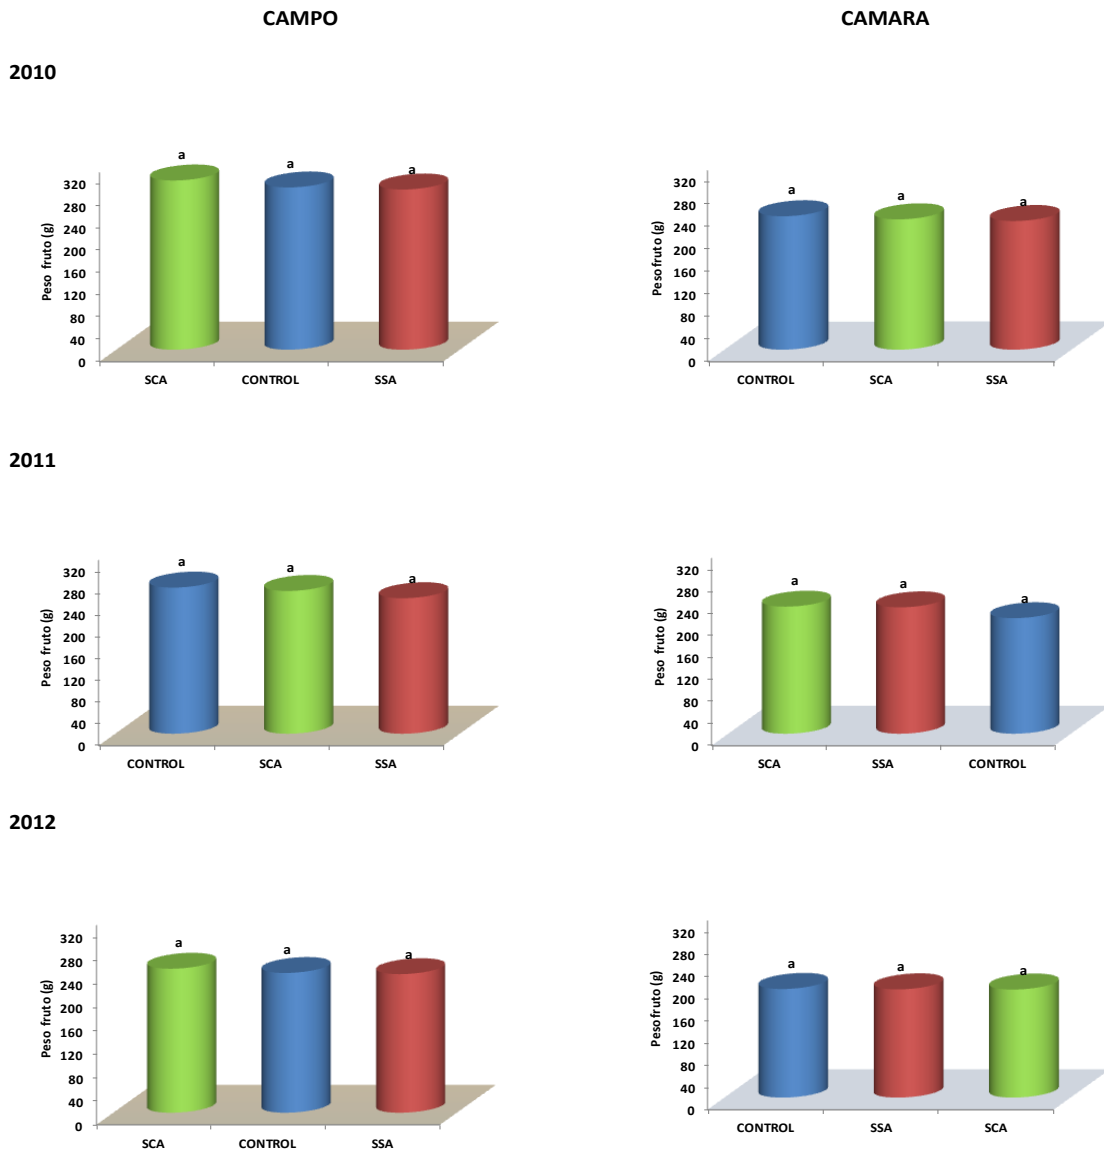 CAMPO
CAMARA
2010
a
a
a
320
280
240
200
160
120
80
40
0
Peso fruto (g)
SCA
CONTROL
SSA
a
a
a
320
280
240
200
160
120
80
40
0
Peso fruto (g)
CONTROL
SCA
SSA
2011
a
a
a
320
280
240
200
160
120
80
40
0
Peso fruto (g)
CONTROL
SCA
SSA
a
a
a
320
280
240
200
160
120
80
40
0
Peso fruto (g)
SCA
SSA
CONTROL
2012
a
a
a
320
280
240
200
160
120
80
40
0
Peso fruto (g)
SCA
CONTROL
SSA
a
a
a
320
280
240
200
160
120
80
40
0
Peso fruto (g)
CONTROL
SSA
SCA